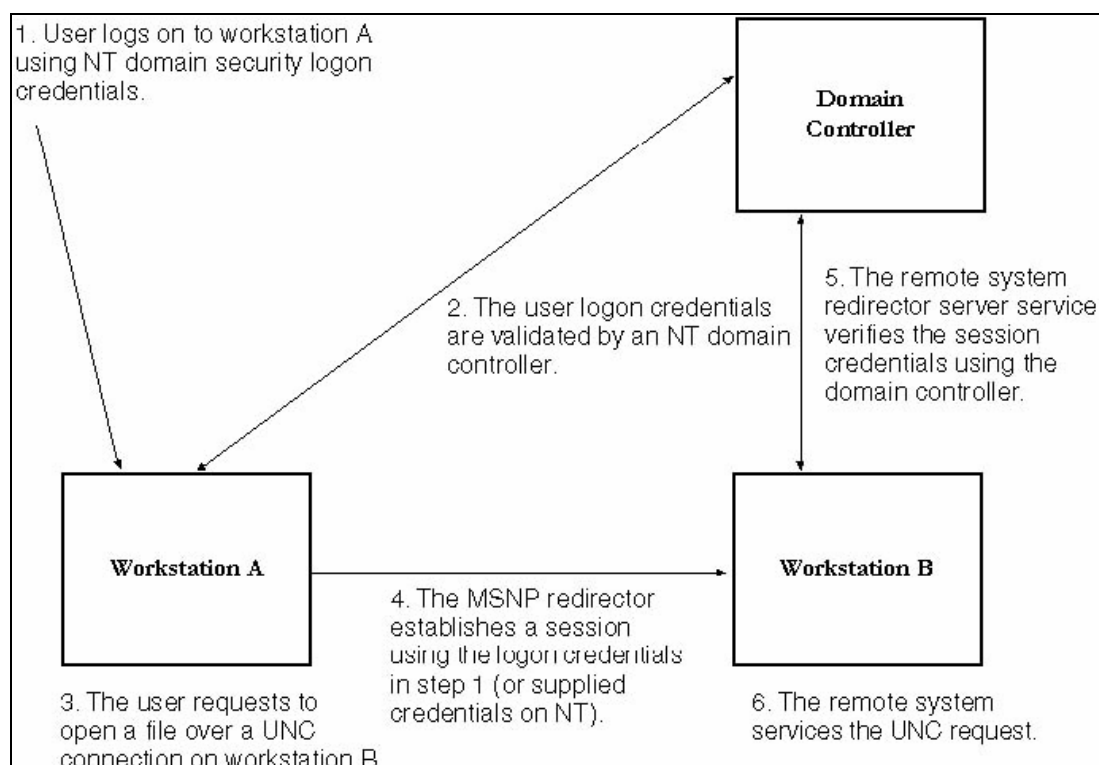 1. User logs on to workstation A
using NT domain security logon
credentials.
Domain
Controller
2. The user logon credentials
are validated by an NT domain
controller.
5. The remote system
redirector server service
verifies the session
credentials using the
domain controller.
Workstation A
Workstation B
4. The MSNP redirector
establishes a session
using the logon credentials
in step 1 (or supplied
credentials on NT).
3. The user requests to
open a file over a UNC
connection on workstation B
6. The remote system
services the UNC request.